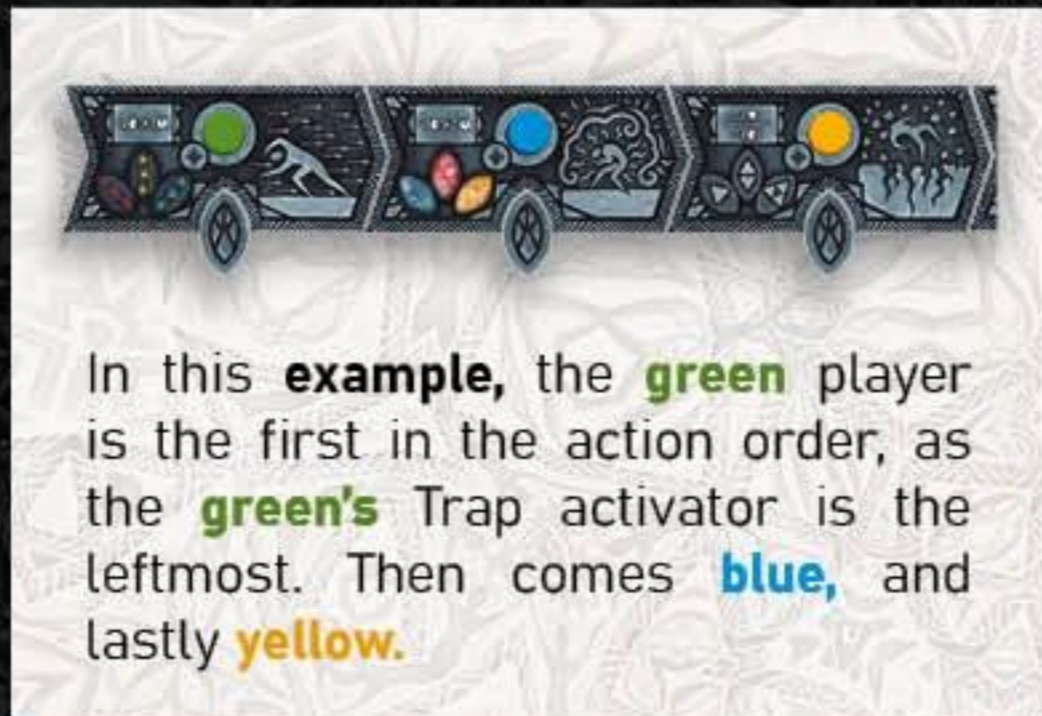 In this example, the green player
is the first in the action order, as
the green's Trap activator is the
leftmost. Then comes blue, and
lastly yellow.